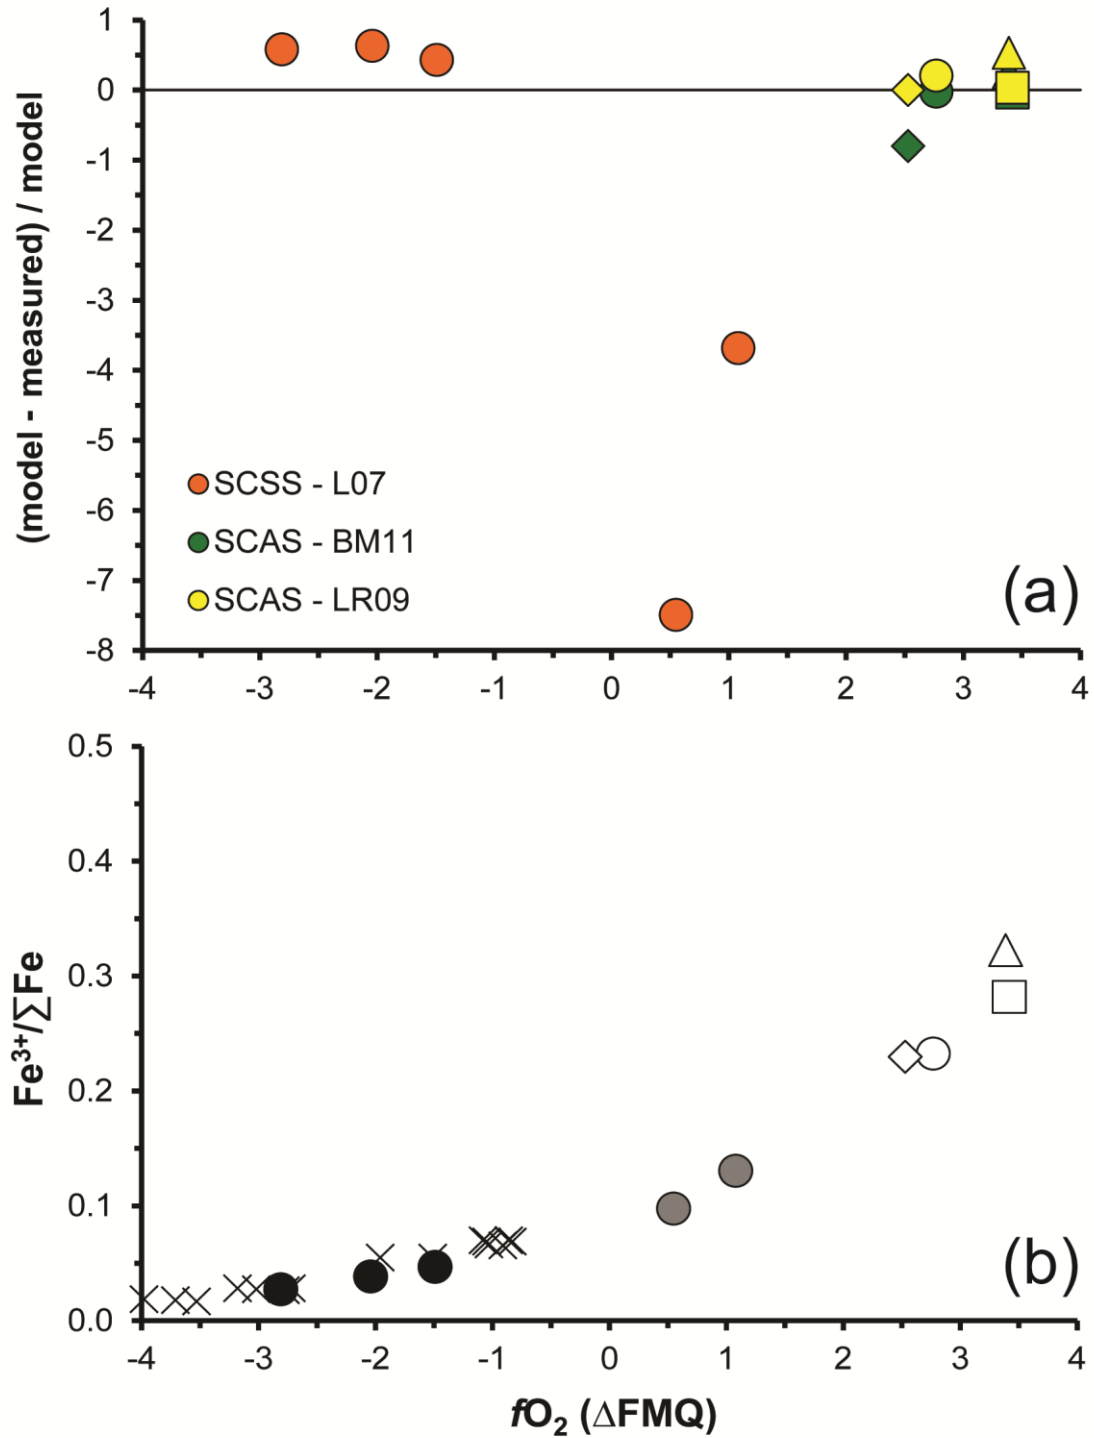 (model - measured) / model
1
0
-1
-2
-3
-4
-5
-6
-7
-8
SCSS - L07
SCAS - BM11
SCAS - LR09
(a)
-4 -3 -2 -1 0 1 2 3 4
Fe³⁺/∑Fe
0.5
0.4
0.3
0.2
0.1
0.0
(b)
-4 -3 -2 -1 0 1 2 3 4
fO₂ (ΔFMQ)